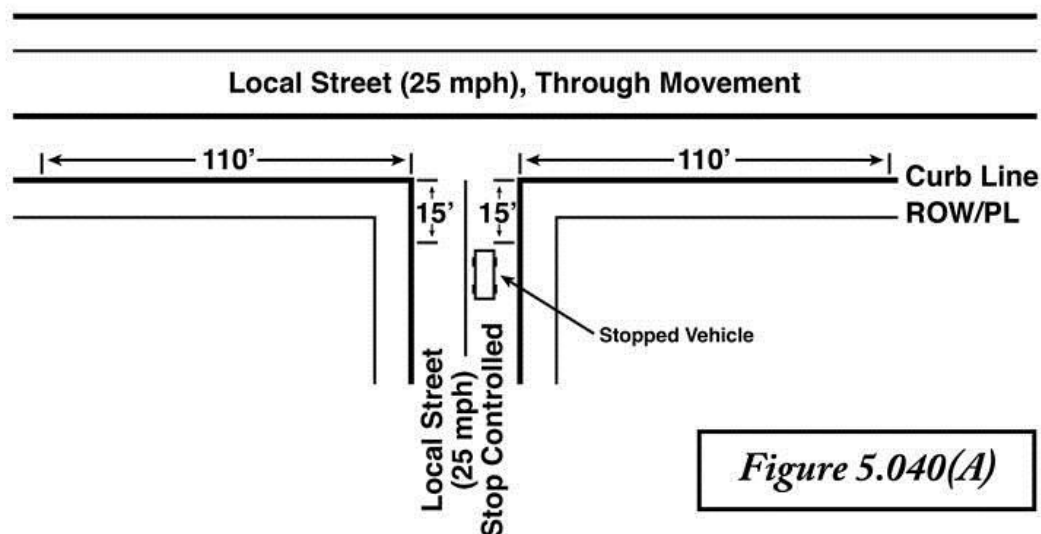 Local Street (25 mph), Through Movement
110'
110'
Curb Line
15'
15'
ROW/PL
Stopped Vehicle
Local Street
(25 mph)
Stop Controlled
Figure 5.040(A)